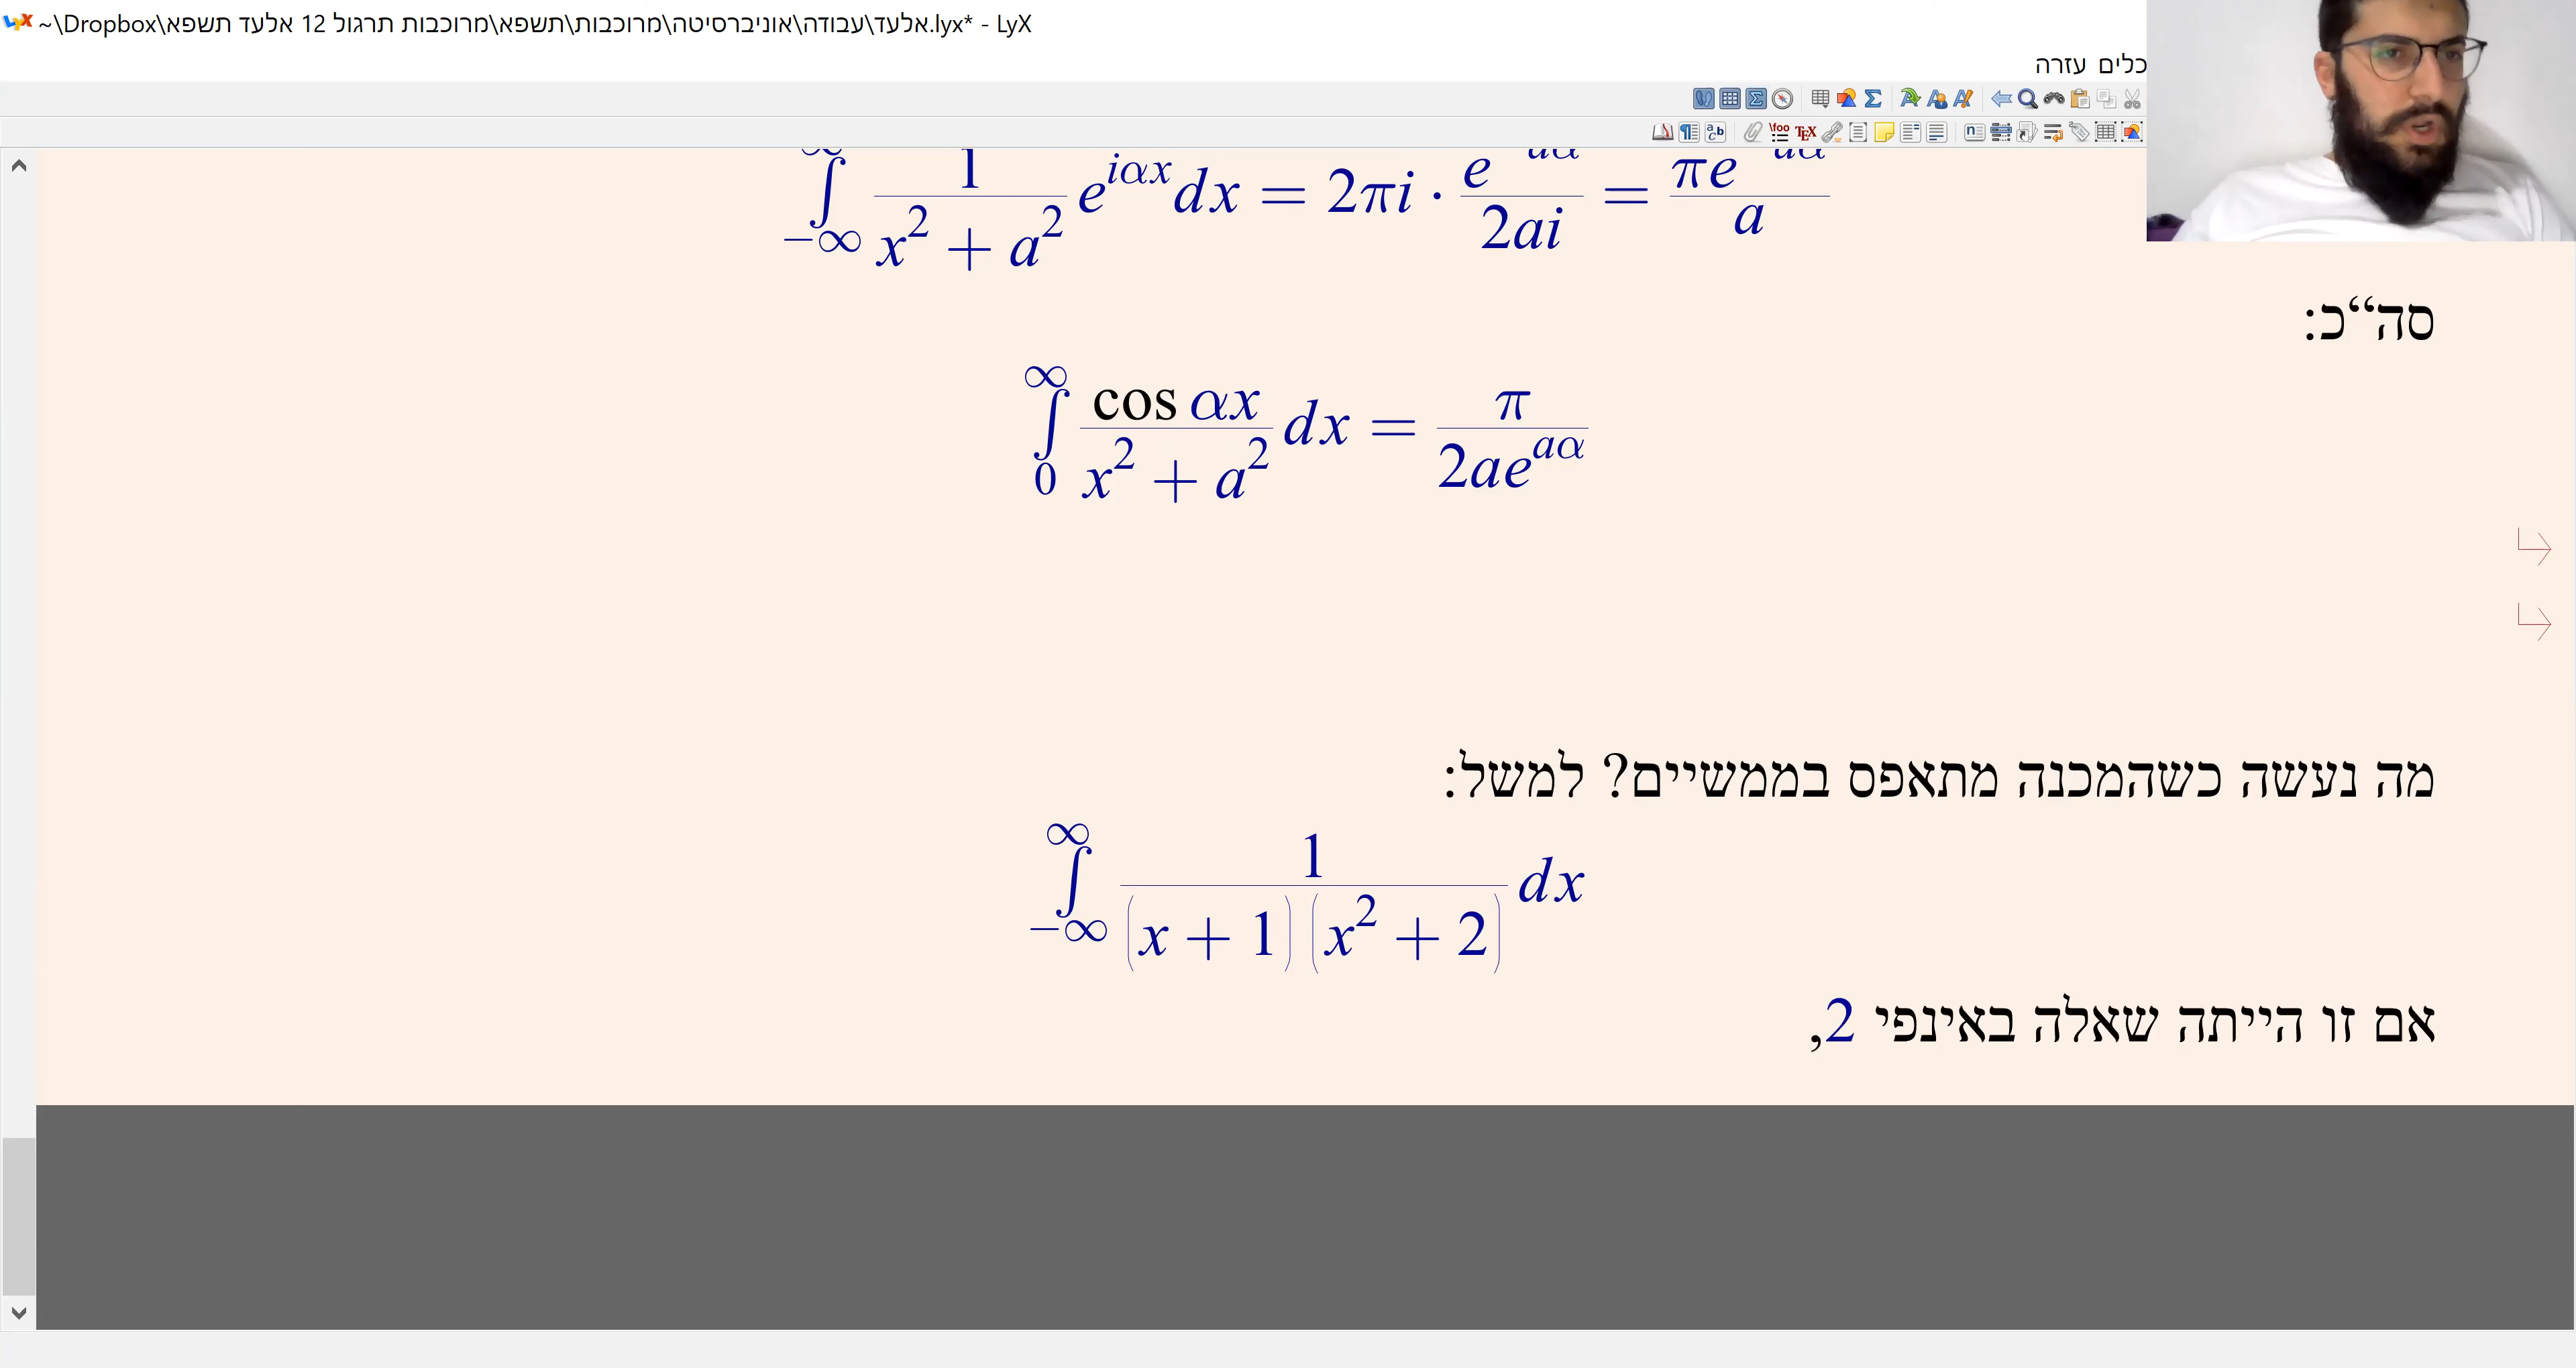 ~\Dropbox\אלעד\עבודה\אוניברסיטה\מרוכבות\תשפא\מרוכבות תרגול 12 אלעד תשפא.lyx* - LyX
כלים עזרה
∫_{−∞}^{∞} 1/(x² + a²) e^{iαx} dx = 2πi · e^{aα}/(2ai) = πe^{aα}/a
סה“כ:
∫_{0}^{∞} cos αx/(x² + a²) dx = π/(2ae^{aα})
מה נעשה כשהמכנה מתאפס בממשיים? למשל:
∫_{−∞}^{∞} 1/((x + 1)(x² + 2)) dx
אם זו הייתה שאלה באינפי 2,